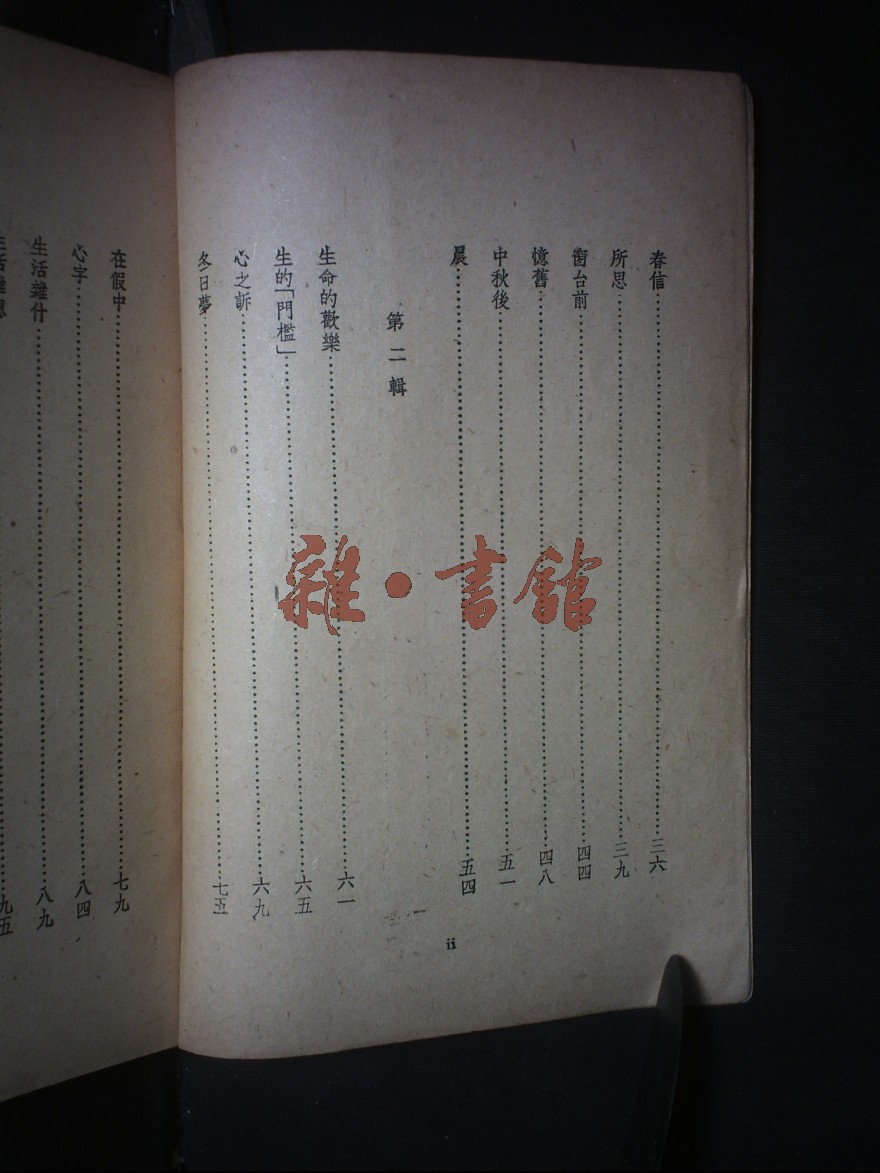 春信三六
所思三九
窗台前四四
憶舊四八
中秋後五一
晨五四
第二輯
生命的歡樂六一
生的「門檻」六五
心之訴六九
冬日夢七五
ii
在假中七九
心字八四
生活雜什八九
九五
雜·書館